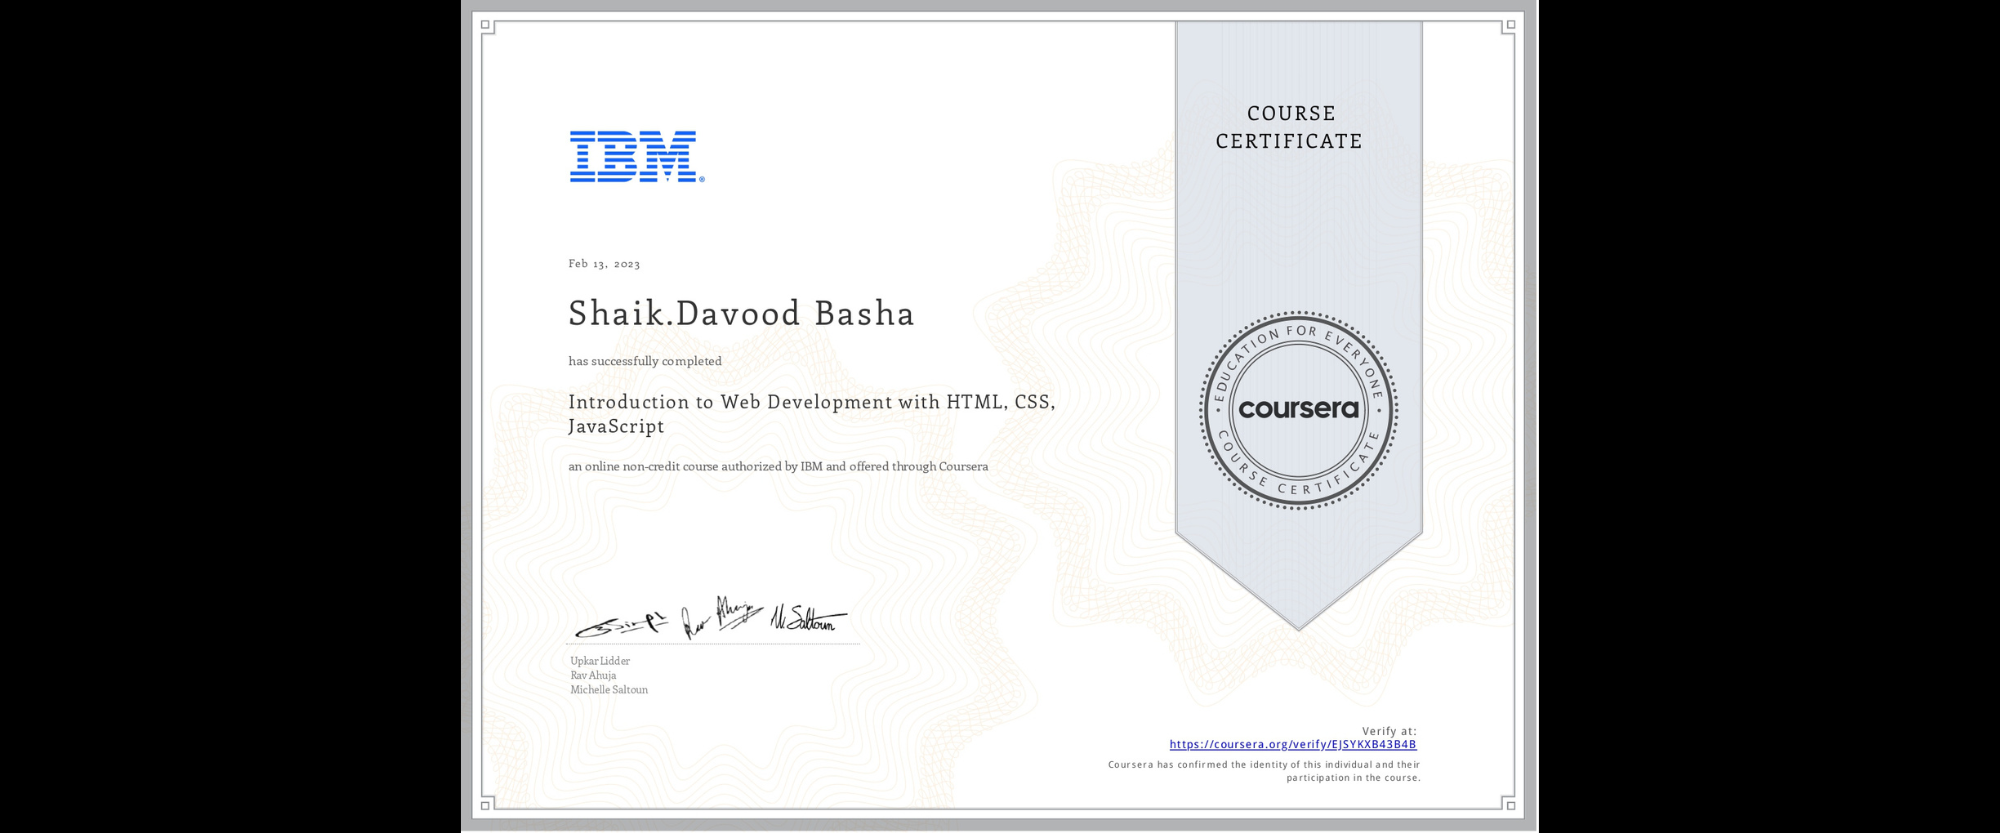 IBM®
Feb 13, 2023
Shaik.Davood Basha
has successfully completed
Introduction to Web Development with HTML, CSS,
JavaScript
an online non-credit course authorized by IBM and offered through Coursera
Rav Ahuja
M. Saltoun
Upkar Lidder
Rav Ahuja
Michelle Saltoun
COURSE
CERTIFICATE
EDUCATION FOR EVERYONE
coursera
COURSE CERTIFICATE
Verify at:
https://coursera.org/verify/EJSYKXB43B4B
Coursera has confirmed the identity of this individual and their
participation in the course.